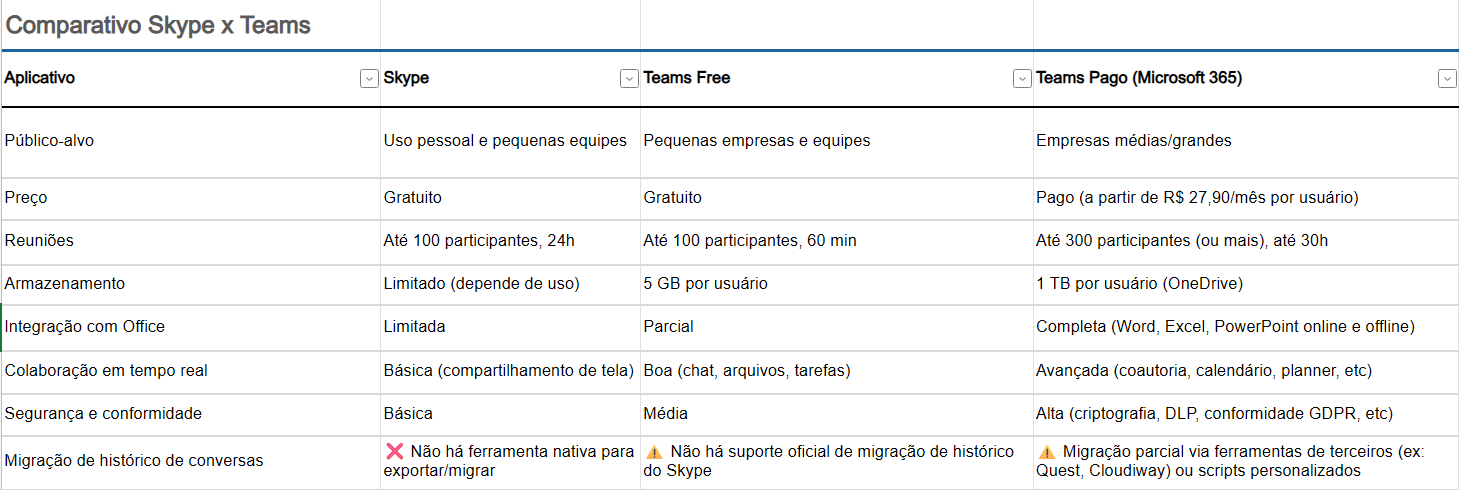 Comparativo Skype x Teams
Aplicativo Skype Teams Free Teams Pago (Microsoft 365)
Público-alvo Uso pessoal e pequenas equipes Pequenas empresas e equipes Empresas médias/grandes
Preço Gratuito Gratuito Pago (a partir de R$ 27,90/mês por usuário)
Reuniões Até 100 participantes, 24h Até 100 participantes, 60 min Até 300 participantes (ou mais), até 30h
Armazenamento Limitado (depende de uso) 5 GB por usuário 1 TB por usuário (OneDrive)
Integração com Office Limitada Parcial Completa (Word, Excel, PowerPoint online e offline)
Colaboração em tempo real Básica (compartilhamento de tela) Boa (chat, arquivos, tarefas) Avançada (coautoria, calendário, planner, etc)
Segurança e conformidade Básica Média Alta (criptografia, DLP, conformidade GDPR, etc)
Migração de histórico de conversas
❌ Não há ferramenta nativa para
exportar/migrar
⚠️ Não há suporte oficial de migração de histórico
do Skype
⚠️ Migração parcial via ferramentas de terceiros (ex:
Quest, Cloudiway) ou scripts personalizados